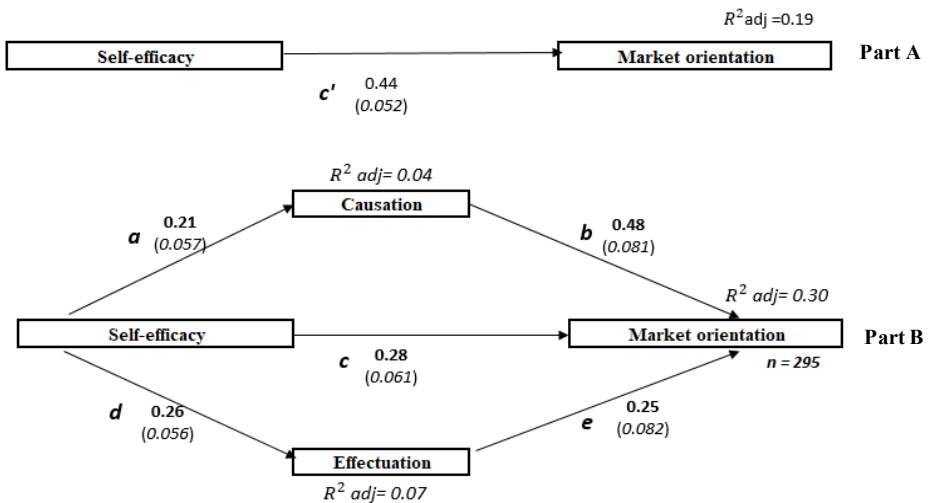 R² adj =0.19
Self-efficacy
Market orientation
Part A
c' 0.44
(0.052)
R² adj= 0.04
Causation
a 0.21
(0.057)
b 0.48
(0.081)
R² adj= 0.30
Self-efficacy
Market orientation
Part B
c 0.28
(0.061)
n = 295
d 0.26
(0.056)
e 0.25
(0.082)
Effectuation
R² adj= 0.07